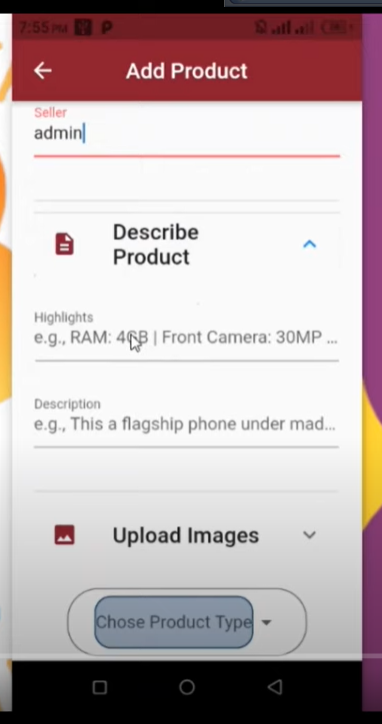 7:55 PM P
Add Product
Seller
admin
Describe
Product
Highlights
e.g., RAM: 4GB | Front Camera: 30MP ...
Description
e.g., This a flagship phone under mad...
Upload Images
Chose Product Type